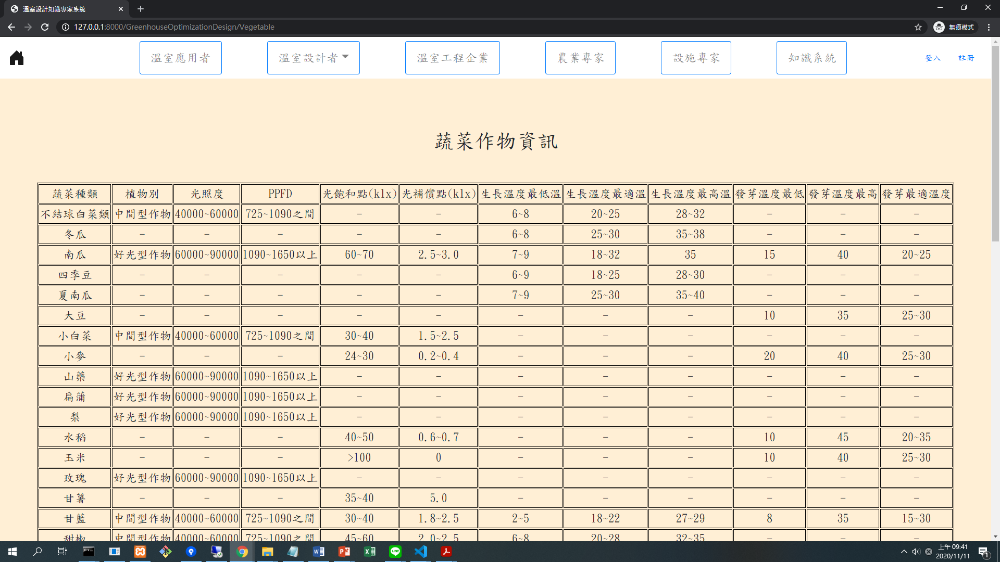 溫室設計知識專家系統
127.0.0.1:8000/GreenhouseOptimizationDesign/Vegetable
無痕模式
溫室應用者 溫室設計者 溫室工程企業 農業專家 設施專家 知識系統 登入 註冊
蔬菜作物資訊
蔬菜種類 植物別 光照度 PPFD 光飽和點(klx) 光補償點(klx) 生長溫度最低溫 生長溫度最適溫 生長溫度最高溫 發芽溫度最低 發芽溫度最高 發芽最適溫度
不結球白菜類 中間型作物 40000~60000 725~1090之間 - - 6~8 20~25 28~32 - - -
冬瓜 - - - - - 6~8 25~30 35~38 - - -
南瓜 好光型作物 60000~90000 1090~1650以上 60~70 2.5~3.0 7~9 18~32 35 15 40 20~25
四季豆 - - - - - 6~9 18~25 28~30 - - -
夏南瓜 - - - - - 7~9 25~30 35~40 - - -
大豆 - - - - - - - - 10 35 25~30
小白菜 中間型作物 40000~60000 725~1090之間 30~40 1.5~2.5 - - - - - -
小麥 - - - 24~30 0.2~0.4 - - - 20 40 25~30
山藥 好光型作物 60000~90000 1090~1650以上 - - - - - - - -
扁蒲 好光型作物 60000~90000 1090~1650以上 - - - - - - - -
梨 好光型作物 60000~90000 1090~1650以上 - - - - - - - -
水稻 - - - 40~50 0.6~0.7 - - - 10 45 20~35
玉米 - - - >100 0 - - - 10 40 25~30
玫瑰 好光型作物 60000~90000 1090~1650以上 - - - - - - - -
甘薯 - - - 35~40 5.0 - - - - - -
甘藍 中間型作物 40000~60000 725~1090之間 30~40 1.8~2.5 2~5 18~22 27~29 8 35 15~30
甜椒 中間型作物 40000~60000 725~1090之間 45~60 2.0~2.5 6~8 20~28 32~35 - - -
上午 09:41
2020/11/11